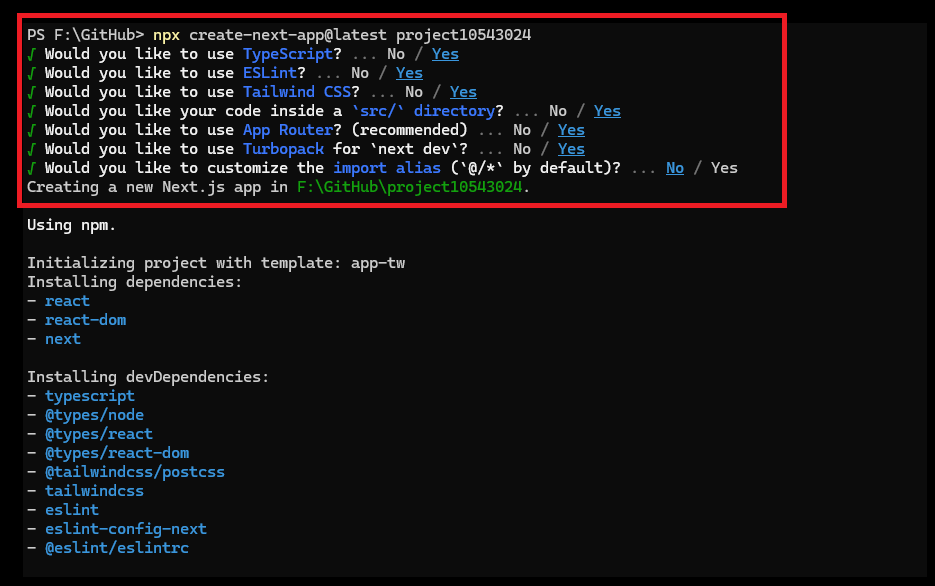 PS F:\GitHub> npx create-next-app@latest project10543024
√ Would you like to use TypeScript? ... No / Yes
√ Would you like to use ESLint? ... No / Yes
√ Would you like to use Tailwind CSS? ... No / Yes
√ Would you like your code inside a `src/` directory? ... No / Yes
√ Would you like to use App Router? (recommended) ... No / Yes
√ Would you like to use Turbopack for `next dev`? ... No / Yes
√ Would you like to customize the import alias (`@/*` by default)? ... No / Yes
Creating a new Next.js app in F:\GitHub\project10543024.
Using npm.
Initializing project with template: app-tw
Installing dependencies:
- react
- react-dom
- next
Installing devDependencies:
- typescript
- @types/node
- @types/react
- @types/react-dom
- @tailwindcss/postcss
- tailwindcss
- eslint
- eslint-config-next
- @eslint/eslintrc